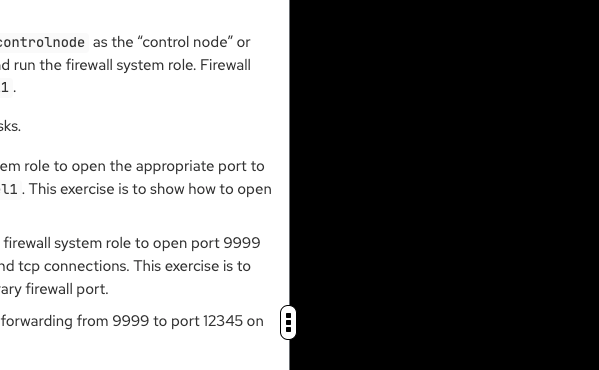 controlnode as the “control node” or
d run the firewall system role. Firewall
1.
sks.
em role to open the appropriate port to
l1. This exercise is to show how to open
firewall system role to open port 9999
nd tcp connections. This exercise is to
ary firewall port.
forwarding from 9999 to port 12345 on